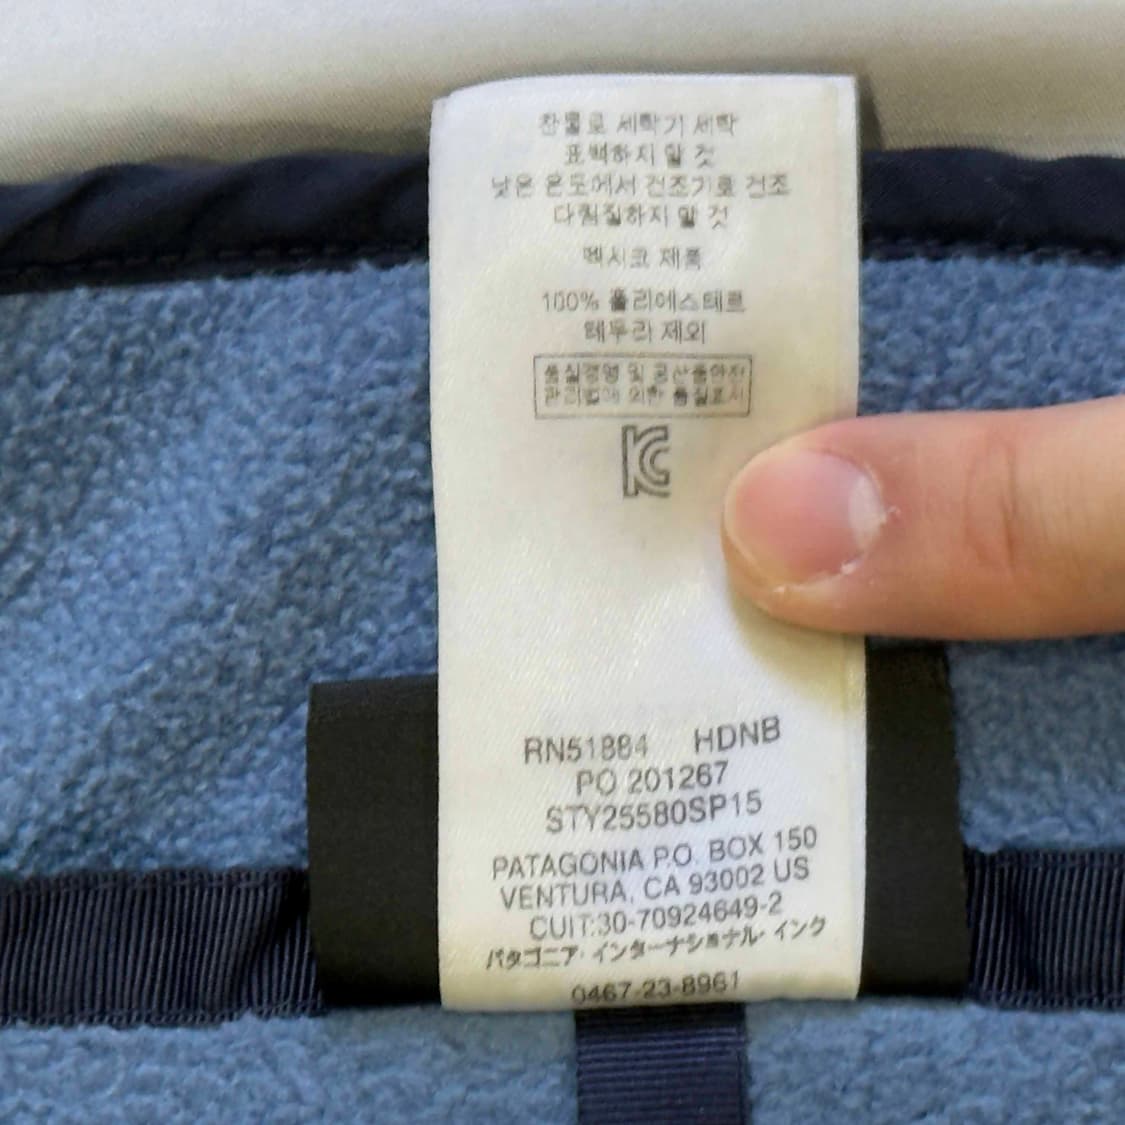 찬물로 세탁기 세탁
표백하지 말 것
낮은 온도에서 건조기로 건조
다림질하지 말 것
멕시코 제품
100% 폴리에스테르
테두리 제외
품질경영 및 공산품안전
관리법에 의한 품질표시
KC
RN51884 HDNB
PO 201267
STY25580SP15
PATAGONIA P.O. BOX 150
VENTURA, CA 93002 US
CUIT:30-70924649-2
パタゴニア・インターナショナル・インク
0467-23-8961